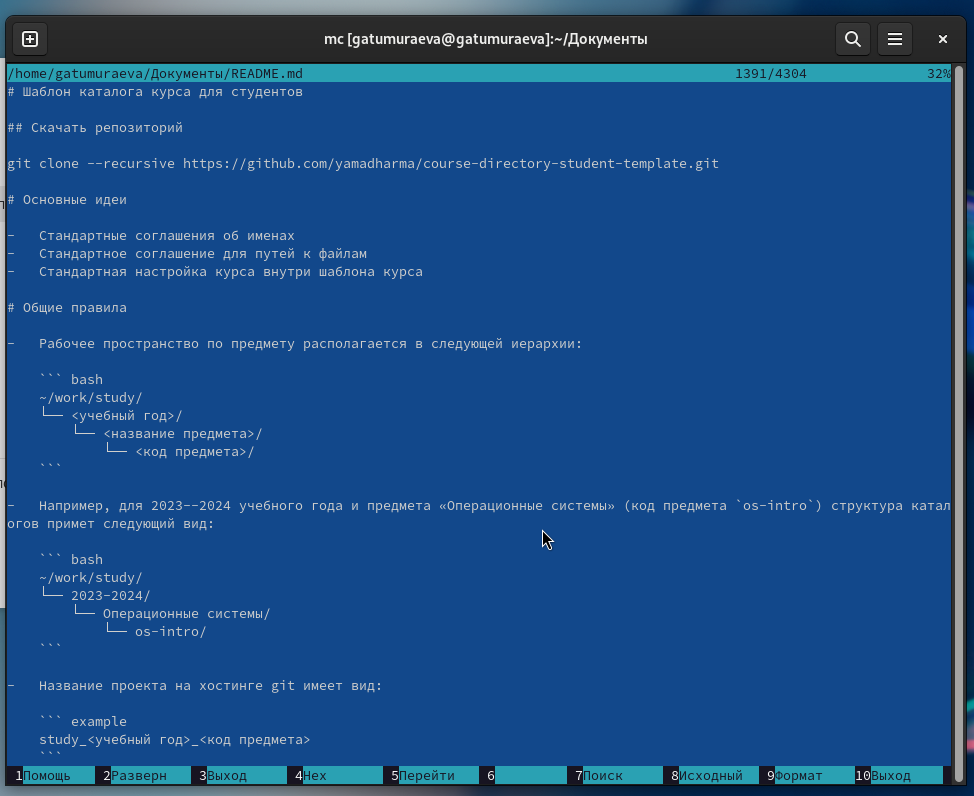 mc [gatumuraeva@gatumuraeva]:~/Документы
/home/gatumuraeva/Документы/README.md 1391/4304 32%
# Шаблон каталога курса для студентов
## Скачать репозиторий
git clone --recursive https://github.com/yamadharma/course-directory-student-template.git
# Основные идеи
-   Стандартные соглашения об именах
-   Стандартное соглашение для путей к файлам
-   Стандартная настройка курса внутри шаблона курса
# Общие правила
-   Рабочее пространство по предмету располагается в следующей иерархии:
    ``` bash
    ~/work/study/
    └── <учебный год>/
        └── <название предмета>/
            └── <код предмета>/
    ```
-   Например, для 2023--2024 учебного года и предмета «Операционные системы» (код предмета `os-intro`) структура катал
огов примет следующий вид:
    ``` bash
    ~/work/study/
    └── 2023-2024/
        └── Операционные системы/
            └── os-intro/
    ```
-   Название проекта на хостинге git имеет вид:
    ``` example
    study_<учебный год>_<код предмета>
    ```
1Помощь 2Разверн 3Выход 4Hex 5Перейти 6 7Поиск 8Исходный 9Формат 10Выход